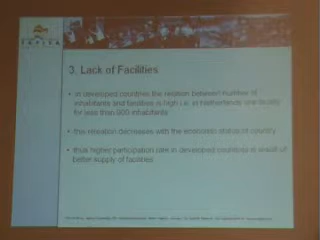 3. Lack of Facilities
• in developed countries the relation between number of
inhabitants and facilities is high i.e. in Netherlands one facility
for less than 900 inhabitants
• this relation decreases with the economic status of country
• thus higher participation rate in developed countries is result of
better supply of facilities